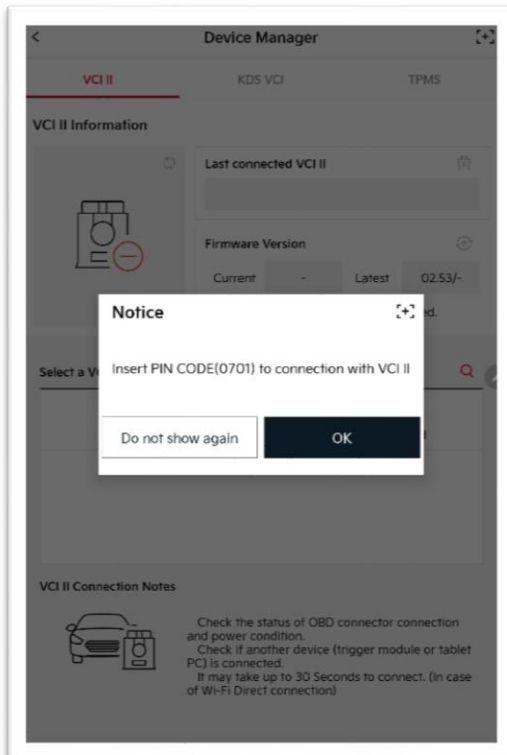 Device Manager
VCI II
KDS VCI
TPMS
VCI II Information
Last connected VCI II
Firmware Version
Current
-
Latest
02.53/-
ed.
Notice
Insert PIN CODE(0701) to connection with VCI II
Select a V
Do not show again
OK
VCI II Connection Notes
Check the status of OBD connector connection
and power condition.
Check if another device (trigger module or tablet
PC) is connected.
It may take up to 30 Seconds to connect. (In case
of Wi-Fi Direct connection)